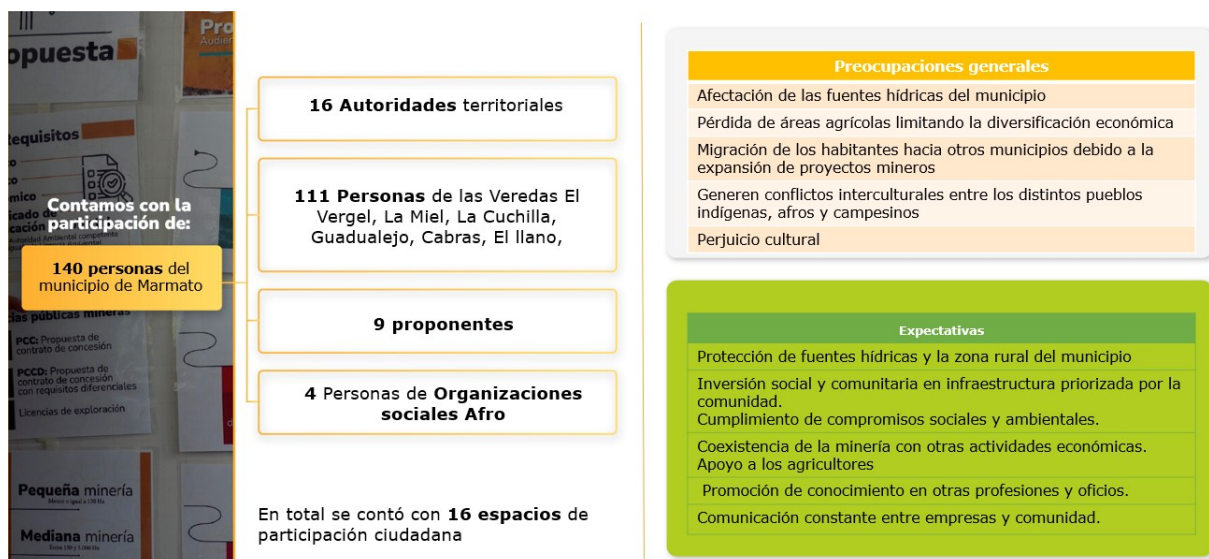 Pro
Audien
opuesta
Requisitos
Contamos con la
participación de:
140 personas del
municipio de Marmato
cias públicas mineras
PCC: Propuesta de
contrato de concesión
PCCD: Propuesta de
contrato de concesión
con requisitos diferenciales
Licencias de exploración
Pequeña minería
Mediana minería
16 Autoridades territoriales
111 Personas de las Veredas El
Vergel, La Miel, La Cuchilla,
Guadualejo, Cabras, El llano,
9 proponentes
4 Personas de Organizaciones
sociales Afro
En total se contó con 16 espacios de
participación ciudadana
Preocupaciones generales
Afectación de las fuentes hídricas del municipio
Pérdida de áreas agrícolas limitando la diversificación económica
Migración de los habitantes hacia otros municipios debido a la
expansión de proyectos mineros
Generen conflictos interculturales entre los distintos pueblos
indígenas, afros y campesinos
Perjuicio cultural
Expectativas
Protección de fuentes hídricas y la zona rural del municipio
Inversión social y comunitaria en infraestructura priorizada por la
comunidad.
Cumplimiento de compromisos sociales y ambientales.
Coexistencia de la minería con otras actividades económicas.
Apoyo a los agricultores
Promoción de conocimiento en otras profesiones y oficios.
Comunicación constante entre empresas y comunidad.